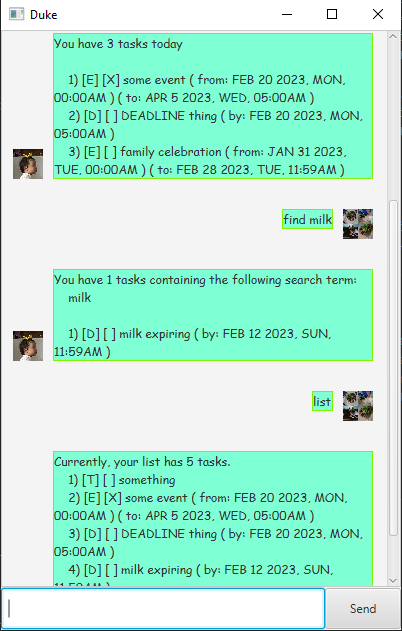 Duke
You have 3 tasks today
1) [E] [X] some event ( from: FEB 20 2023, MON,
00:00AM ) ( to: APR 5 2023, WED, 05:00AM )
2) [D] [ ] DEADLINE thing ( by: FEB 20 2023, MON,
05:00AM )
3) [E] [ ] family celebration ( from: JAN 31 2023,
TUE, 00:00AM ) ( to: FEB 28 2023, TUE, 11:59AM )
find milk
You have 1 tasks containing the following search term:
milk
1) [D] [ ] milk expiring ( by: FEB 12 2023, SUN,
11:59AM )
list
Currently, your list has 5 tasks.
1) [T] [ ] something
2) [E] [X] some event ( from: FEB 20 2023, MON,
00:00AM ) ( to: APR 5 2023, WED, 05:00AM )
3) [D] [ ] DEADLINE thing ( by: FEB 20 2023, MON,
05:00AM )
4) [D] [ ] milk expiring ( by: FEB 12 2023, SUN,
11:59AM )
Send